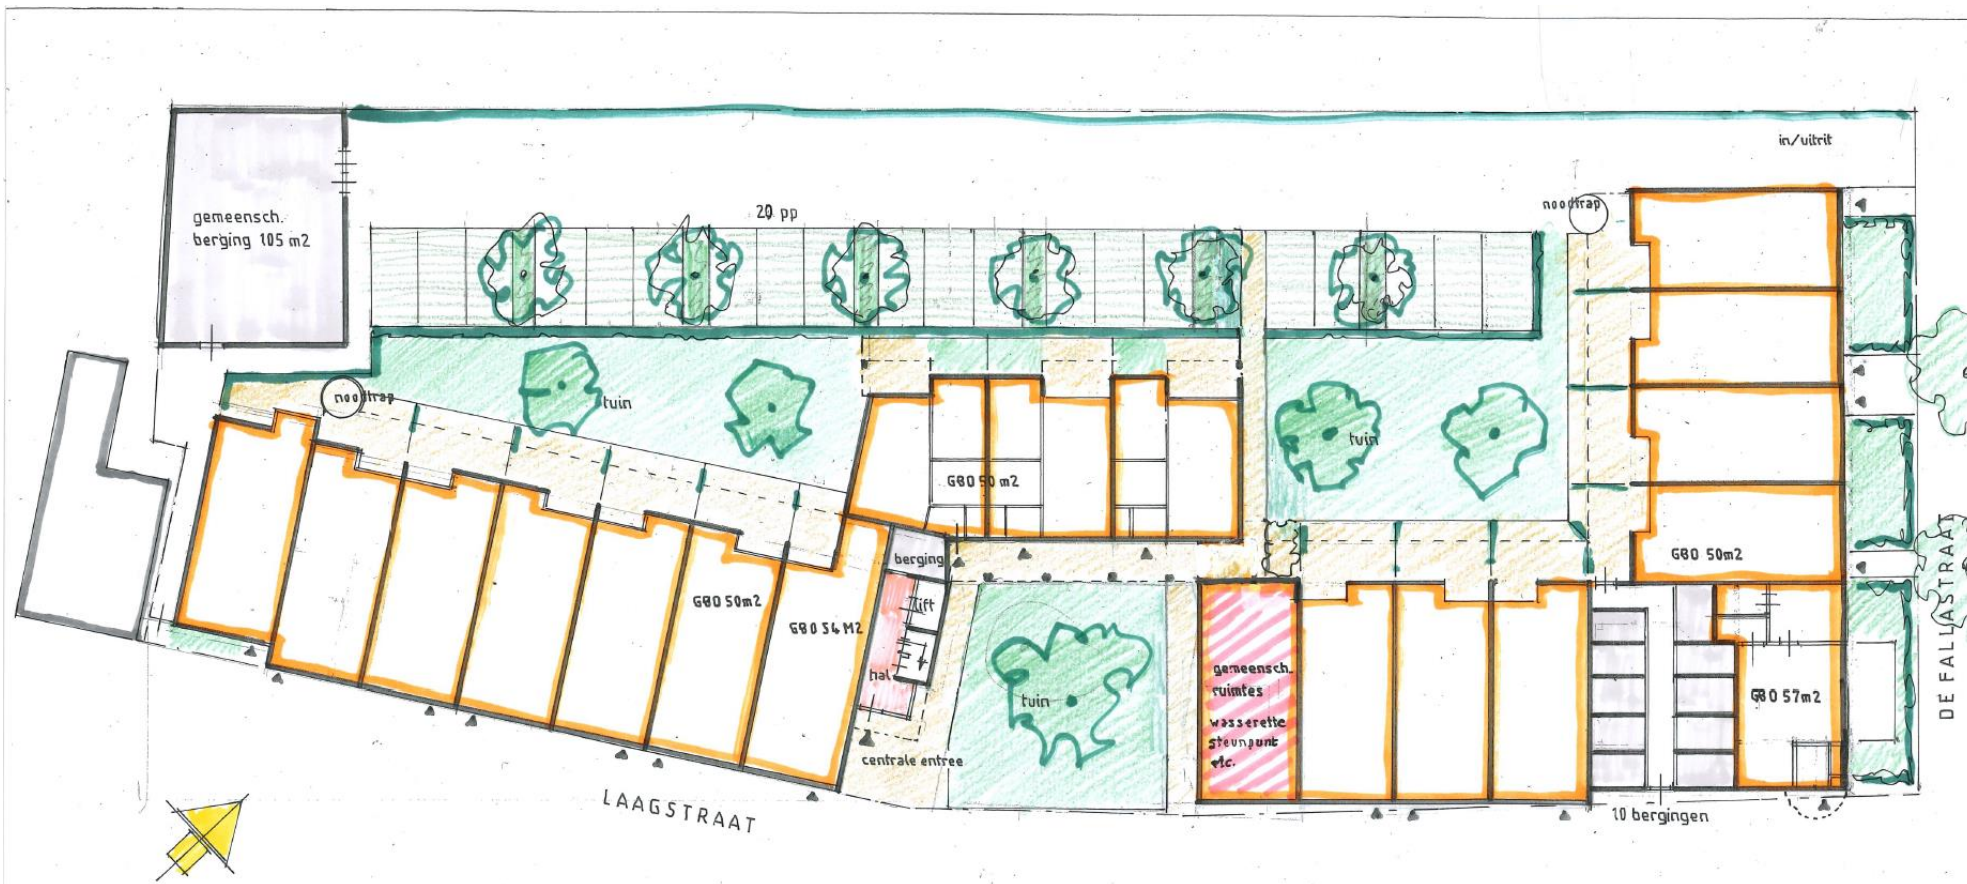 in/uitrit
noodtrap
20 pp
gemeensch.
berging 105 m2
noodtrap
tuin
tuin
GBO 50 m2
berging
lift
hal
GBO 50m2
GBO 54 M2
GBO 50m2
tuin
gemeensch.
ruimtes
wasserette
steunpunt
etc.
GBO 57m2
DE FALLASTRAAT
centrale entree
LAAGSTRAAT
10 bergingen